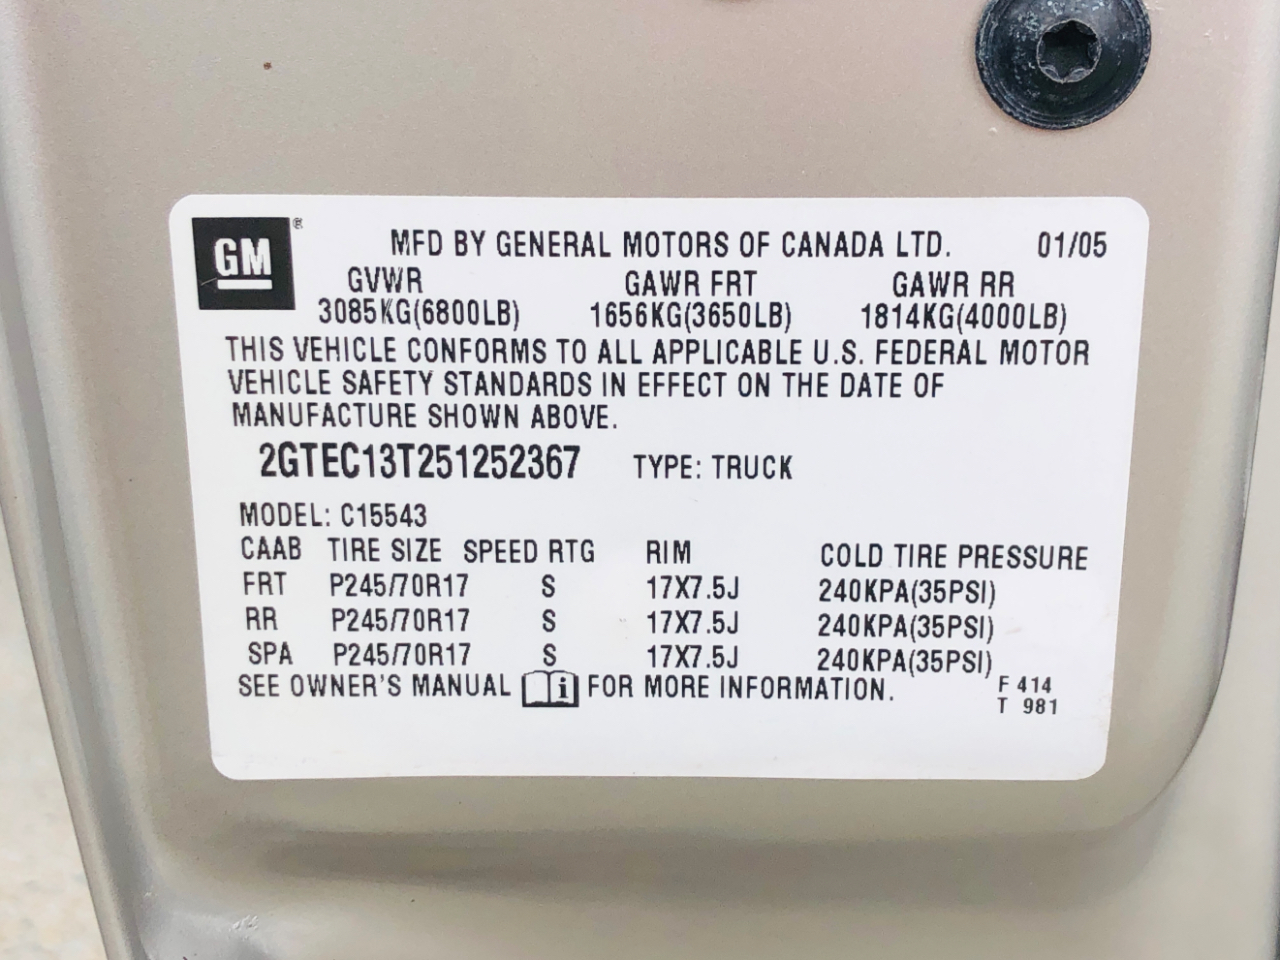 GM ® MFD BY GENERAL MOTORS OF CANADA LTD. 01/05
GVWR GAWR FRT GAWR RR
3085KG(6800LB) 1656KG(3650LB) 1814KG(4000LB)
THIS VEHICLE CONFORMS TO ALL APPLICABLE U.S. FEDERAL MOTOR
VEHICLE SAFETY STANDARDS IN EFFECT ON THE DATE OF
MANUFACTURE SHOWN ABOVE.
2GTEC13T251252367 TYPE: TRUCK
MODEL: C15543
CAAB TIRE SIZE SPEED RTG RIM COLD TIRE PRESSURE
FRT P245/70R17 S 17X7.5J 240KPA(35PSI)
RR P245/70R17 S 17X7.5J 240KPA(35PSI)
SPA P245/70R17 S 17X7.5J 240KPA(35PSI)
SEE OWNER'S MANUAL i FOR MORE INFORMATION. F 414
T 981